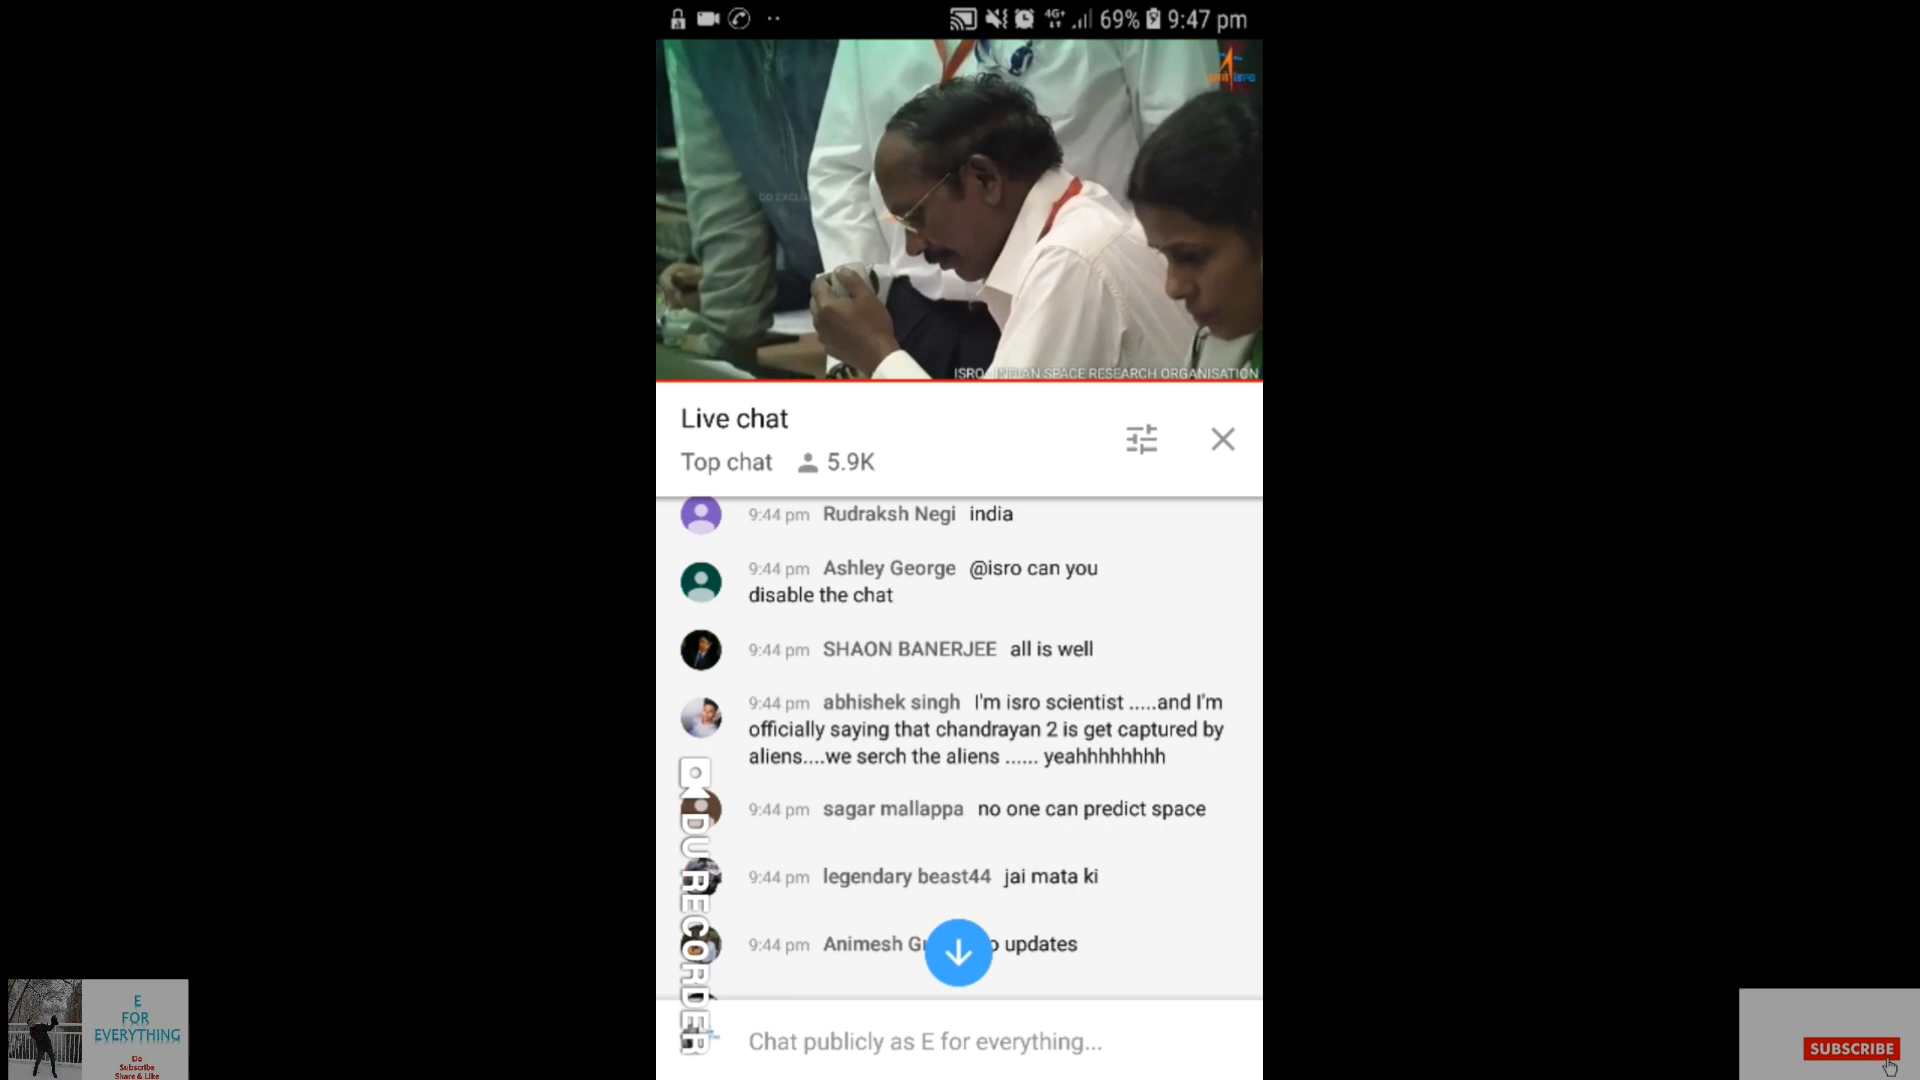 4G+ 69% 9:47 pm
DD EXCLU
ISRO INDIAN SPACE RESEARCH ORGANISATION
Live chat
Top chat 5.9K
9:44 pm Rudraksh Negi india
9:44 pm Ashley George @isro can you
disable the chat
9:44 pm SHAON BANERJEE all is well
9:44 pm abhishek singh I'm isro scientist .....and I'm
officially saying that chandrayan 2 is get captured by
aliens....we serch the aliens ...... yeahhhhhhhh
9:44 pm sagar mallappa no one can predict space
9:44 pm legendary beast44 jai mata ki
9:44 pm Animesh updates
DU RECORDER
Chat publicly as E for everything...
E
FOR
EVERYTHING
Do
Subscribe
Share & Like
SUBSCRIBE